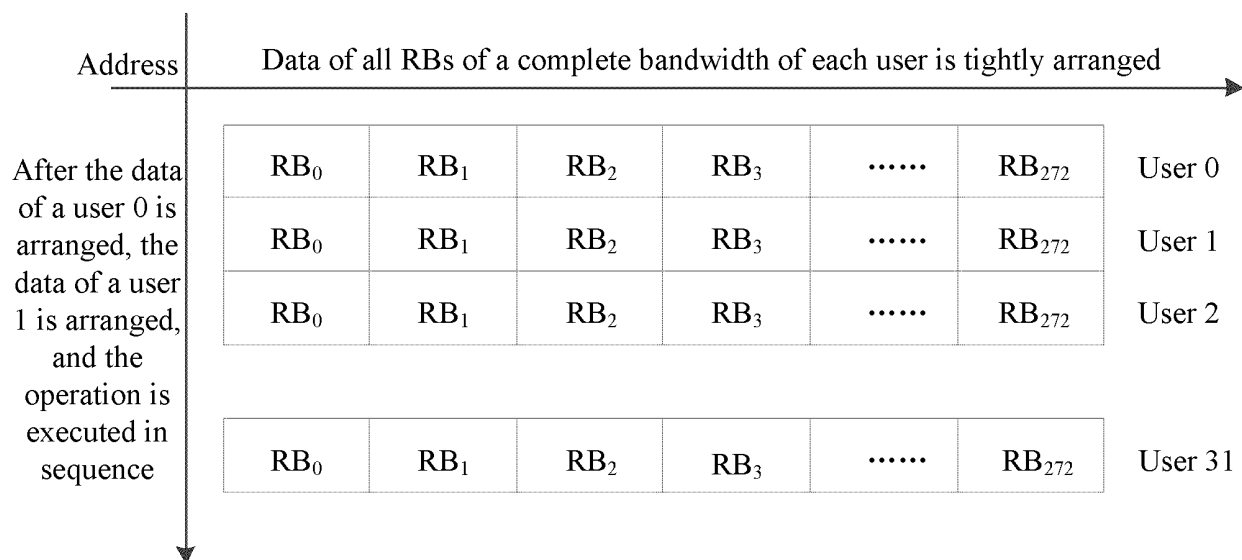 Address
Data of all RBs of a complete bandwidth of each user is tightly arranged
After the data
of a user 0 is
arranged, the
data of a user
1 is arranged,
and the
operation is
executed in
sequence
RB₀ RB₁ RB₂ RB₃ ⋯⋯ RB₂₇₂ User 0
RB₀ RB₁ RB₂ RB₃ ⋯⋯ RB₂₇₂ User 1
RB₀ RB₁ RB₂ RB₃ ⋯⋯ RB₂₇₂ User 2
RB₀ RB₁ RB₂ RB₃ ⋯⋯ RB₂₇₂ User 31